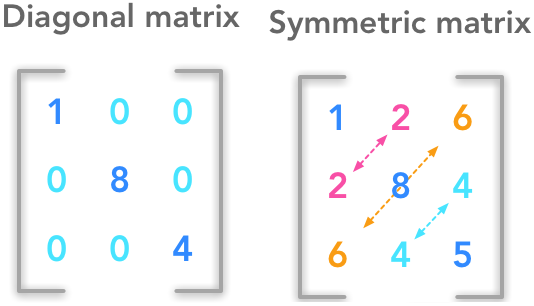 Diagonal matrix
Symmetric matrix
1 0 0
0 8 0
0 0 4
1 2 6
2 8 4
6 4 5